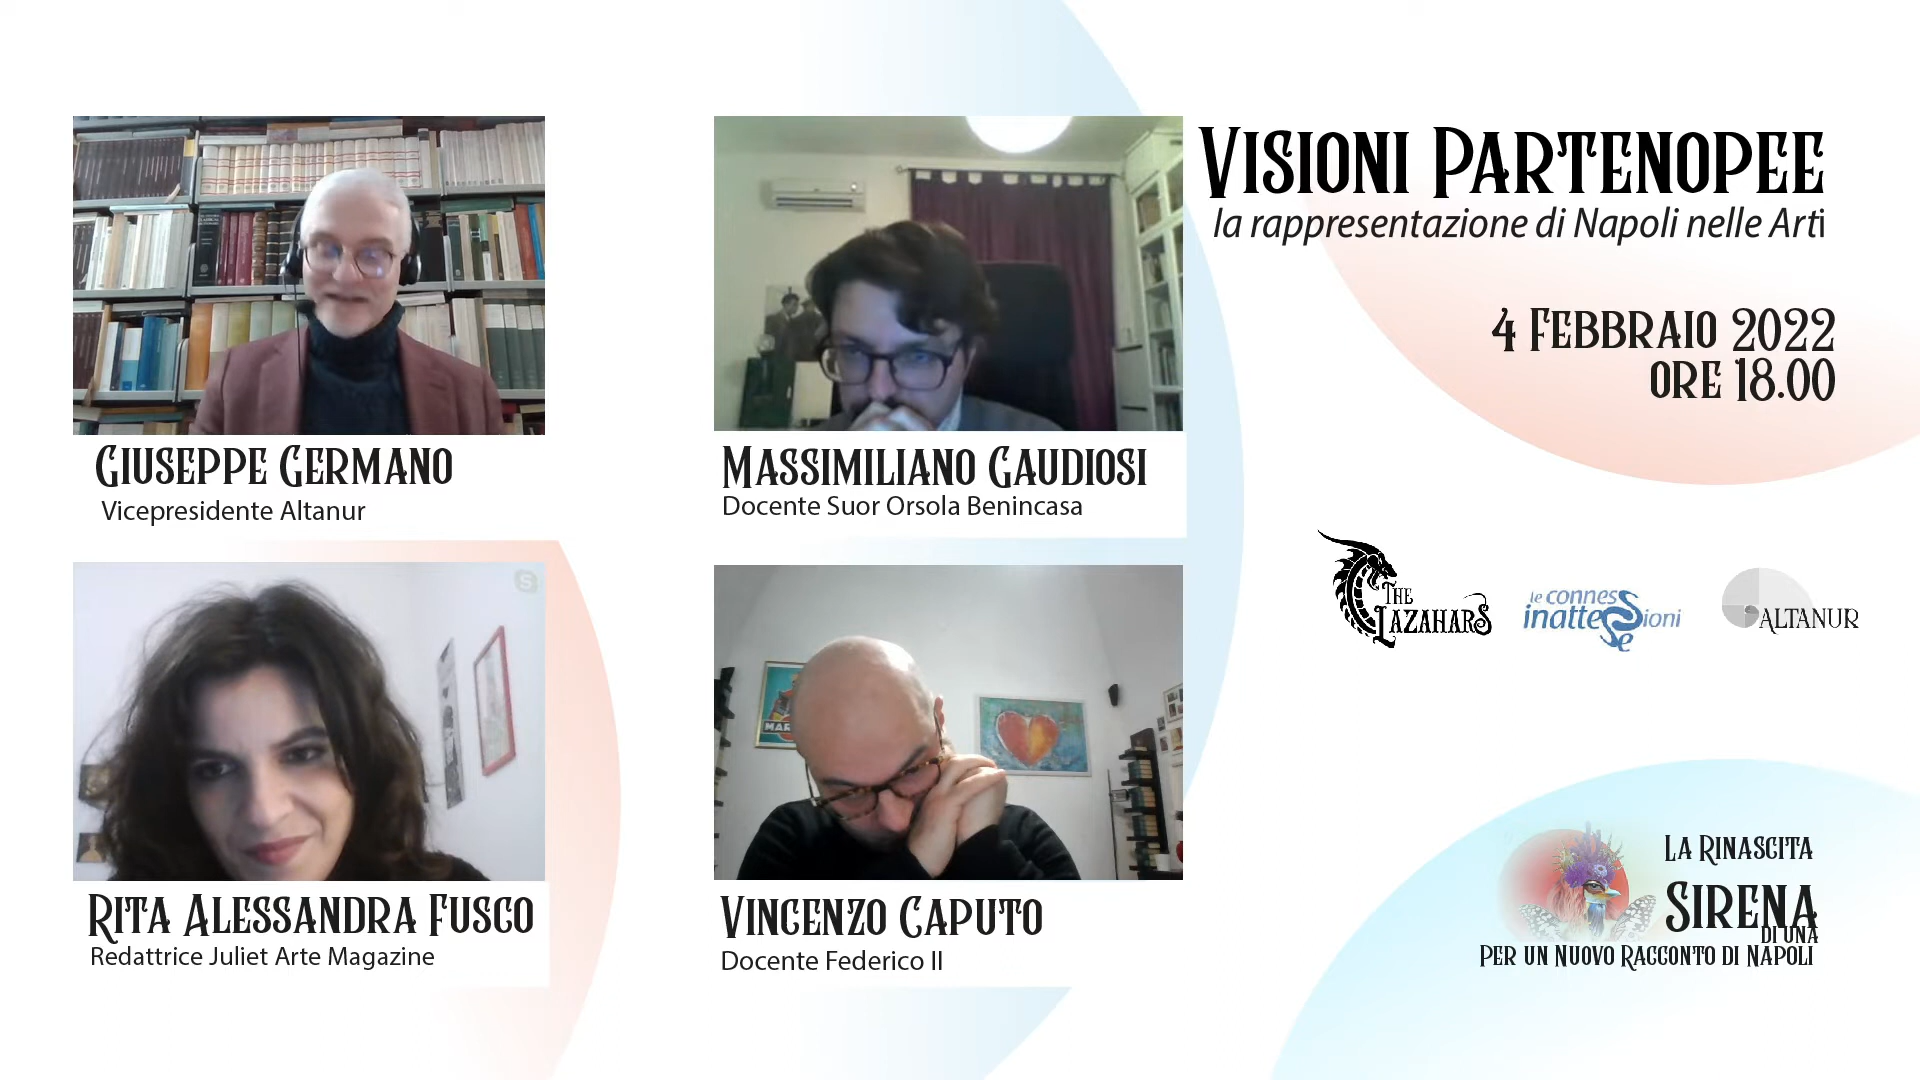 VISIONI PARTENOPEE
la rappresentazione di Napoli nelle Arti
4 FEBBRAIO 2022
ORE 18.00
GIUSEPPE GERMANO
Vicepresidente Altanur
MASSIMILIANO GAUDIOSI
Docente Suor Orsola Benincasa
RITA ALESSANDRA FUSCO
Redattrice Juliet Arte Magazine
MAR
VINCENZO CAPUTO
Docente Federico II
THE
LAZAHARS
le connessioni
inattese
ALTANUR
LA RINASCITA
DI UNA
SIRENA
PER UN NUOVO RACCONTO DI NAPOLI
S